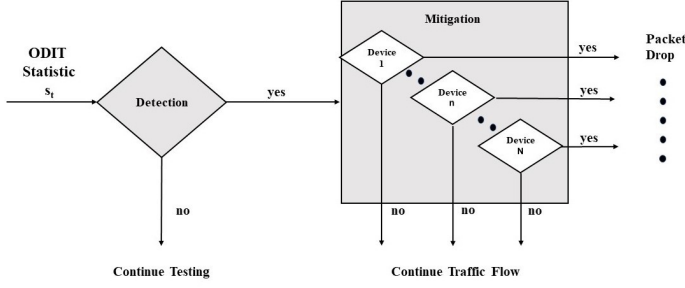 ODIT
Statistic
s_t
Detection
yes
no
Continue Testing
Mitigation
Device
1
yes
Device
n
yes
Device
N
yes
no
no
no
Continue Traffic Flow
Packet
Drop